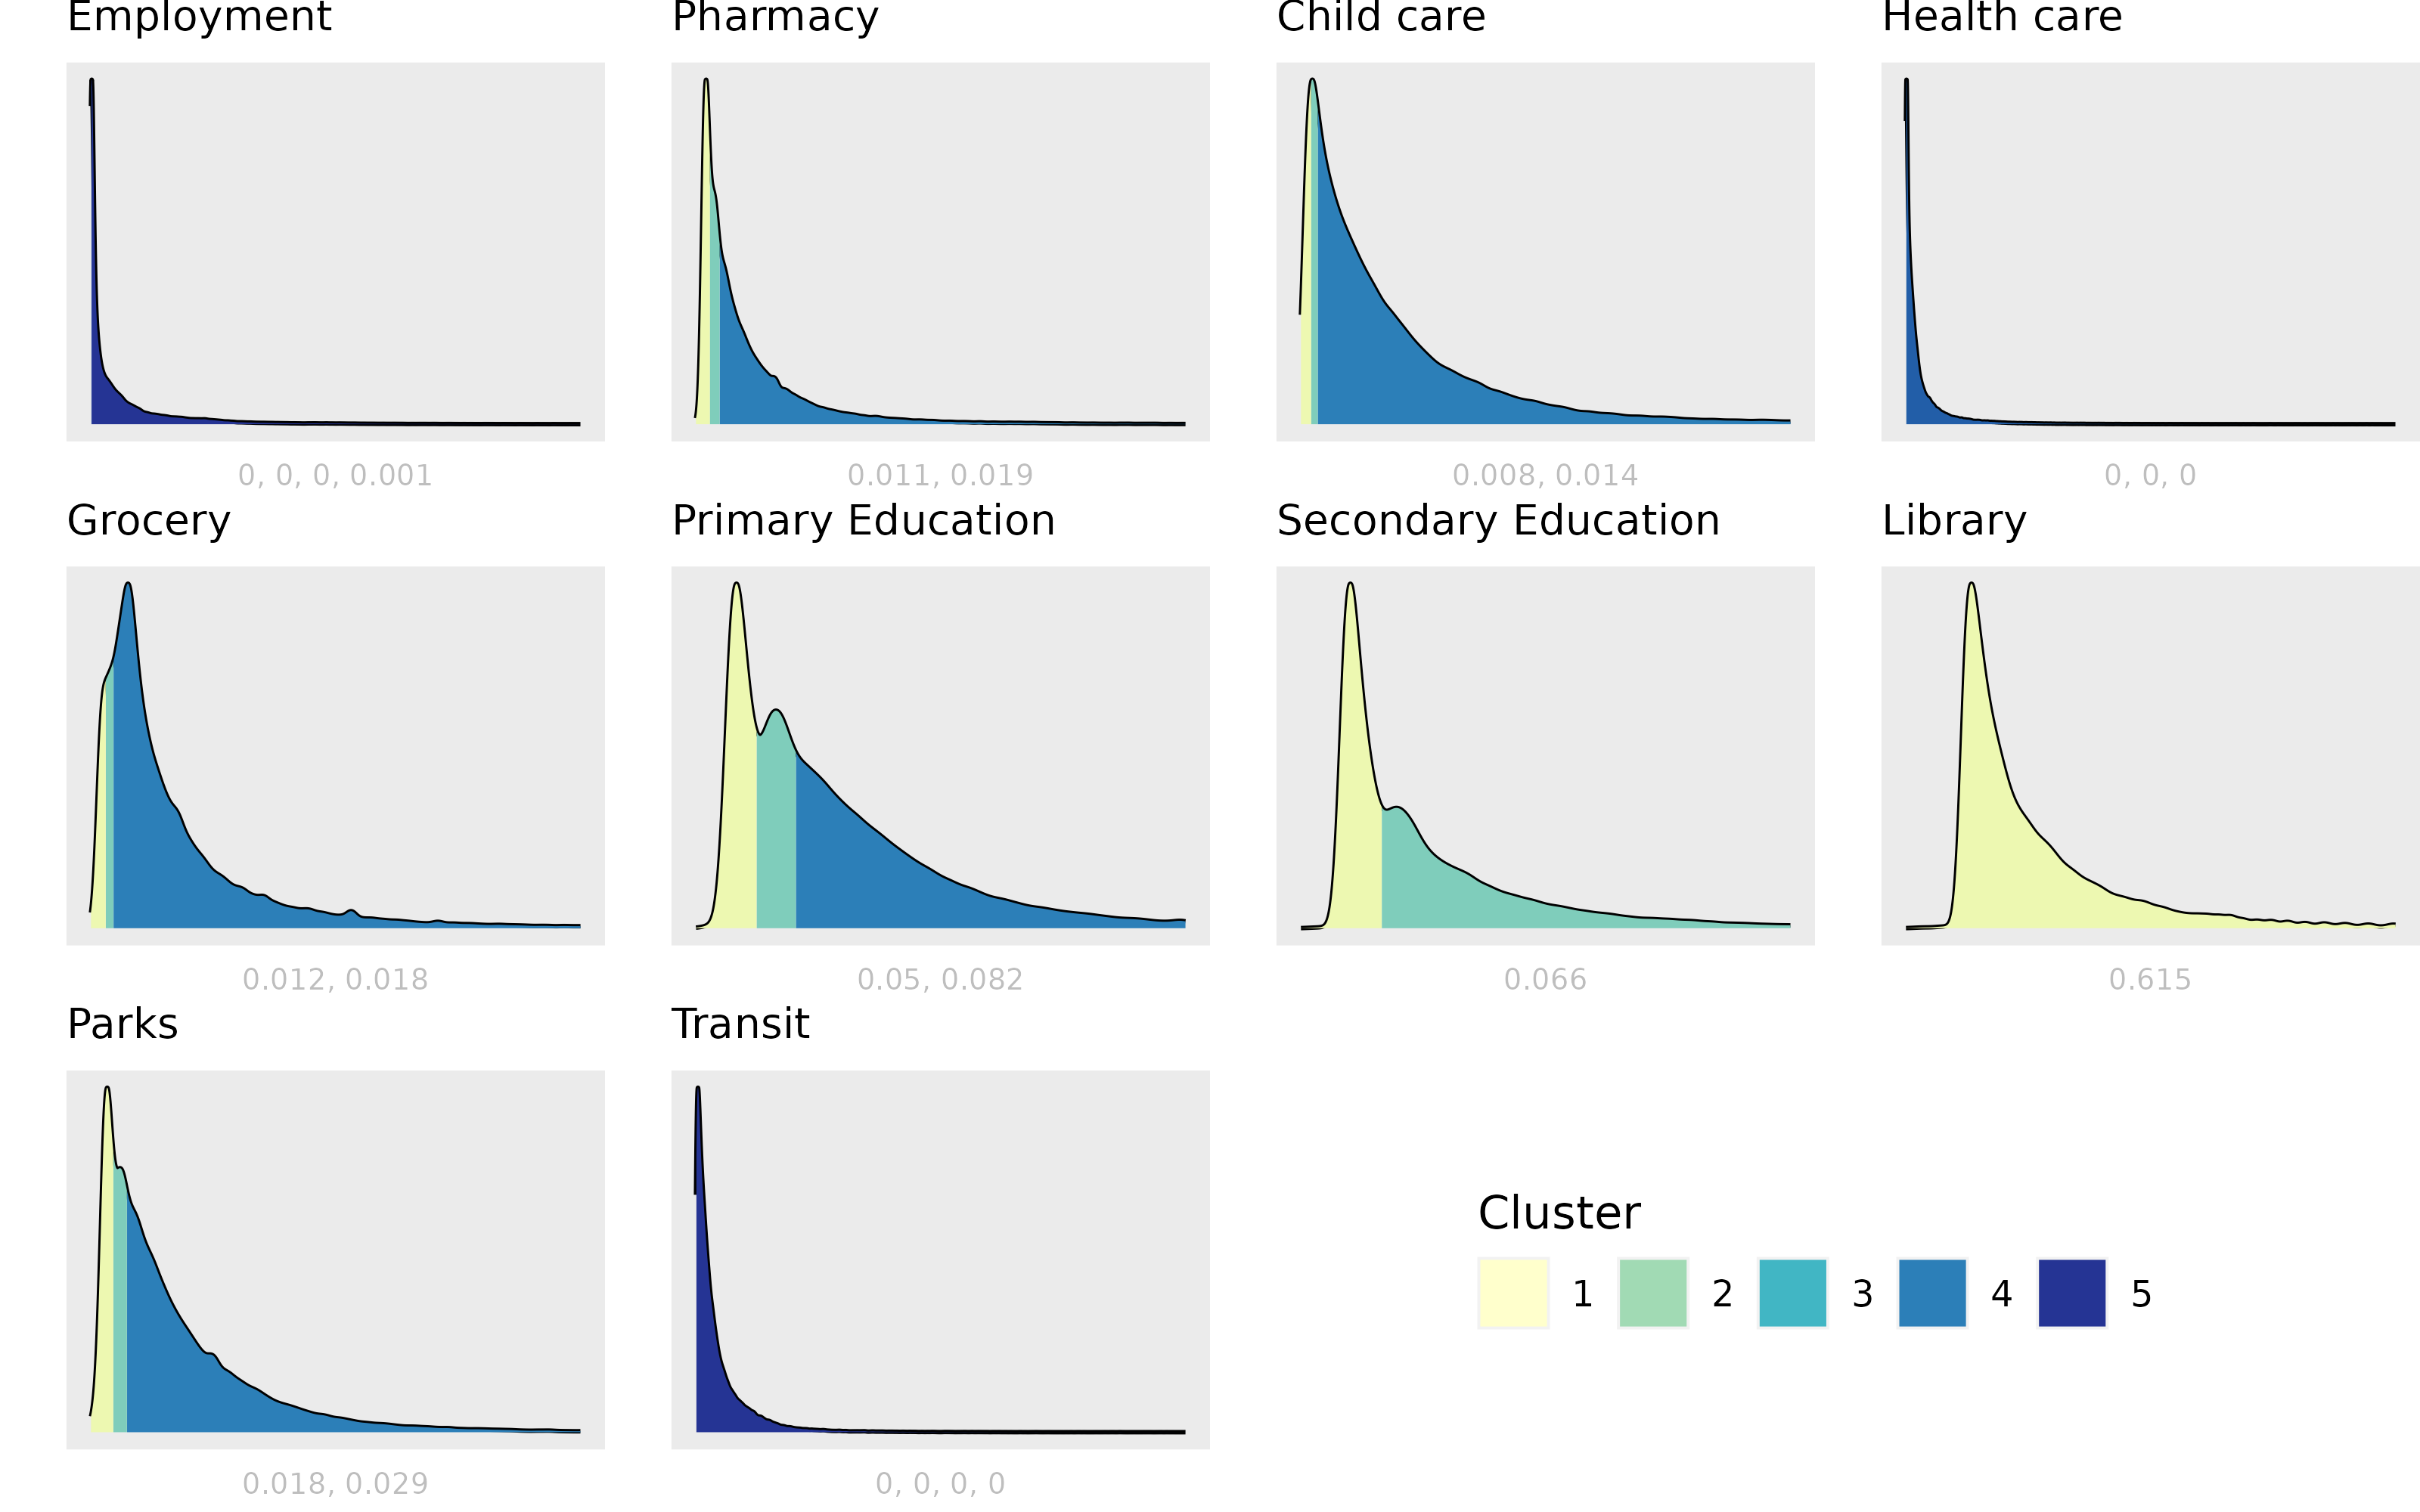 Employment
Pharmacy
Child care
Health care
0, 0, 0, 0.001
0.011, 0.019
0.008, 0.014
0, 0, 0
Grocery
Primary Education
Secondary Education
Library
0.012, 0.018
0.05, 0.082
0.066
0.615
Parks
Transit
Cluster
1
2
3
4
5
0.018, 0.029
0, 0, 0, 0